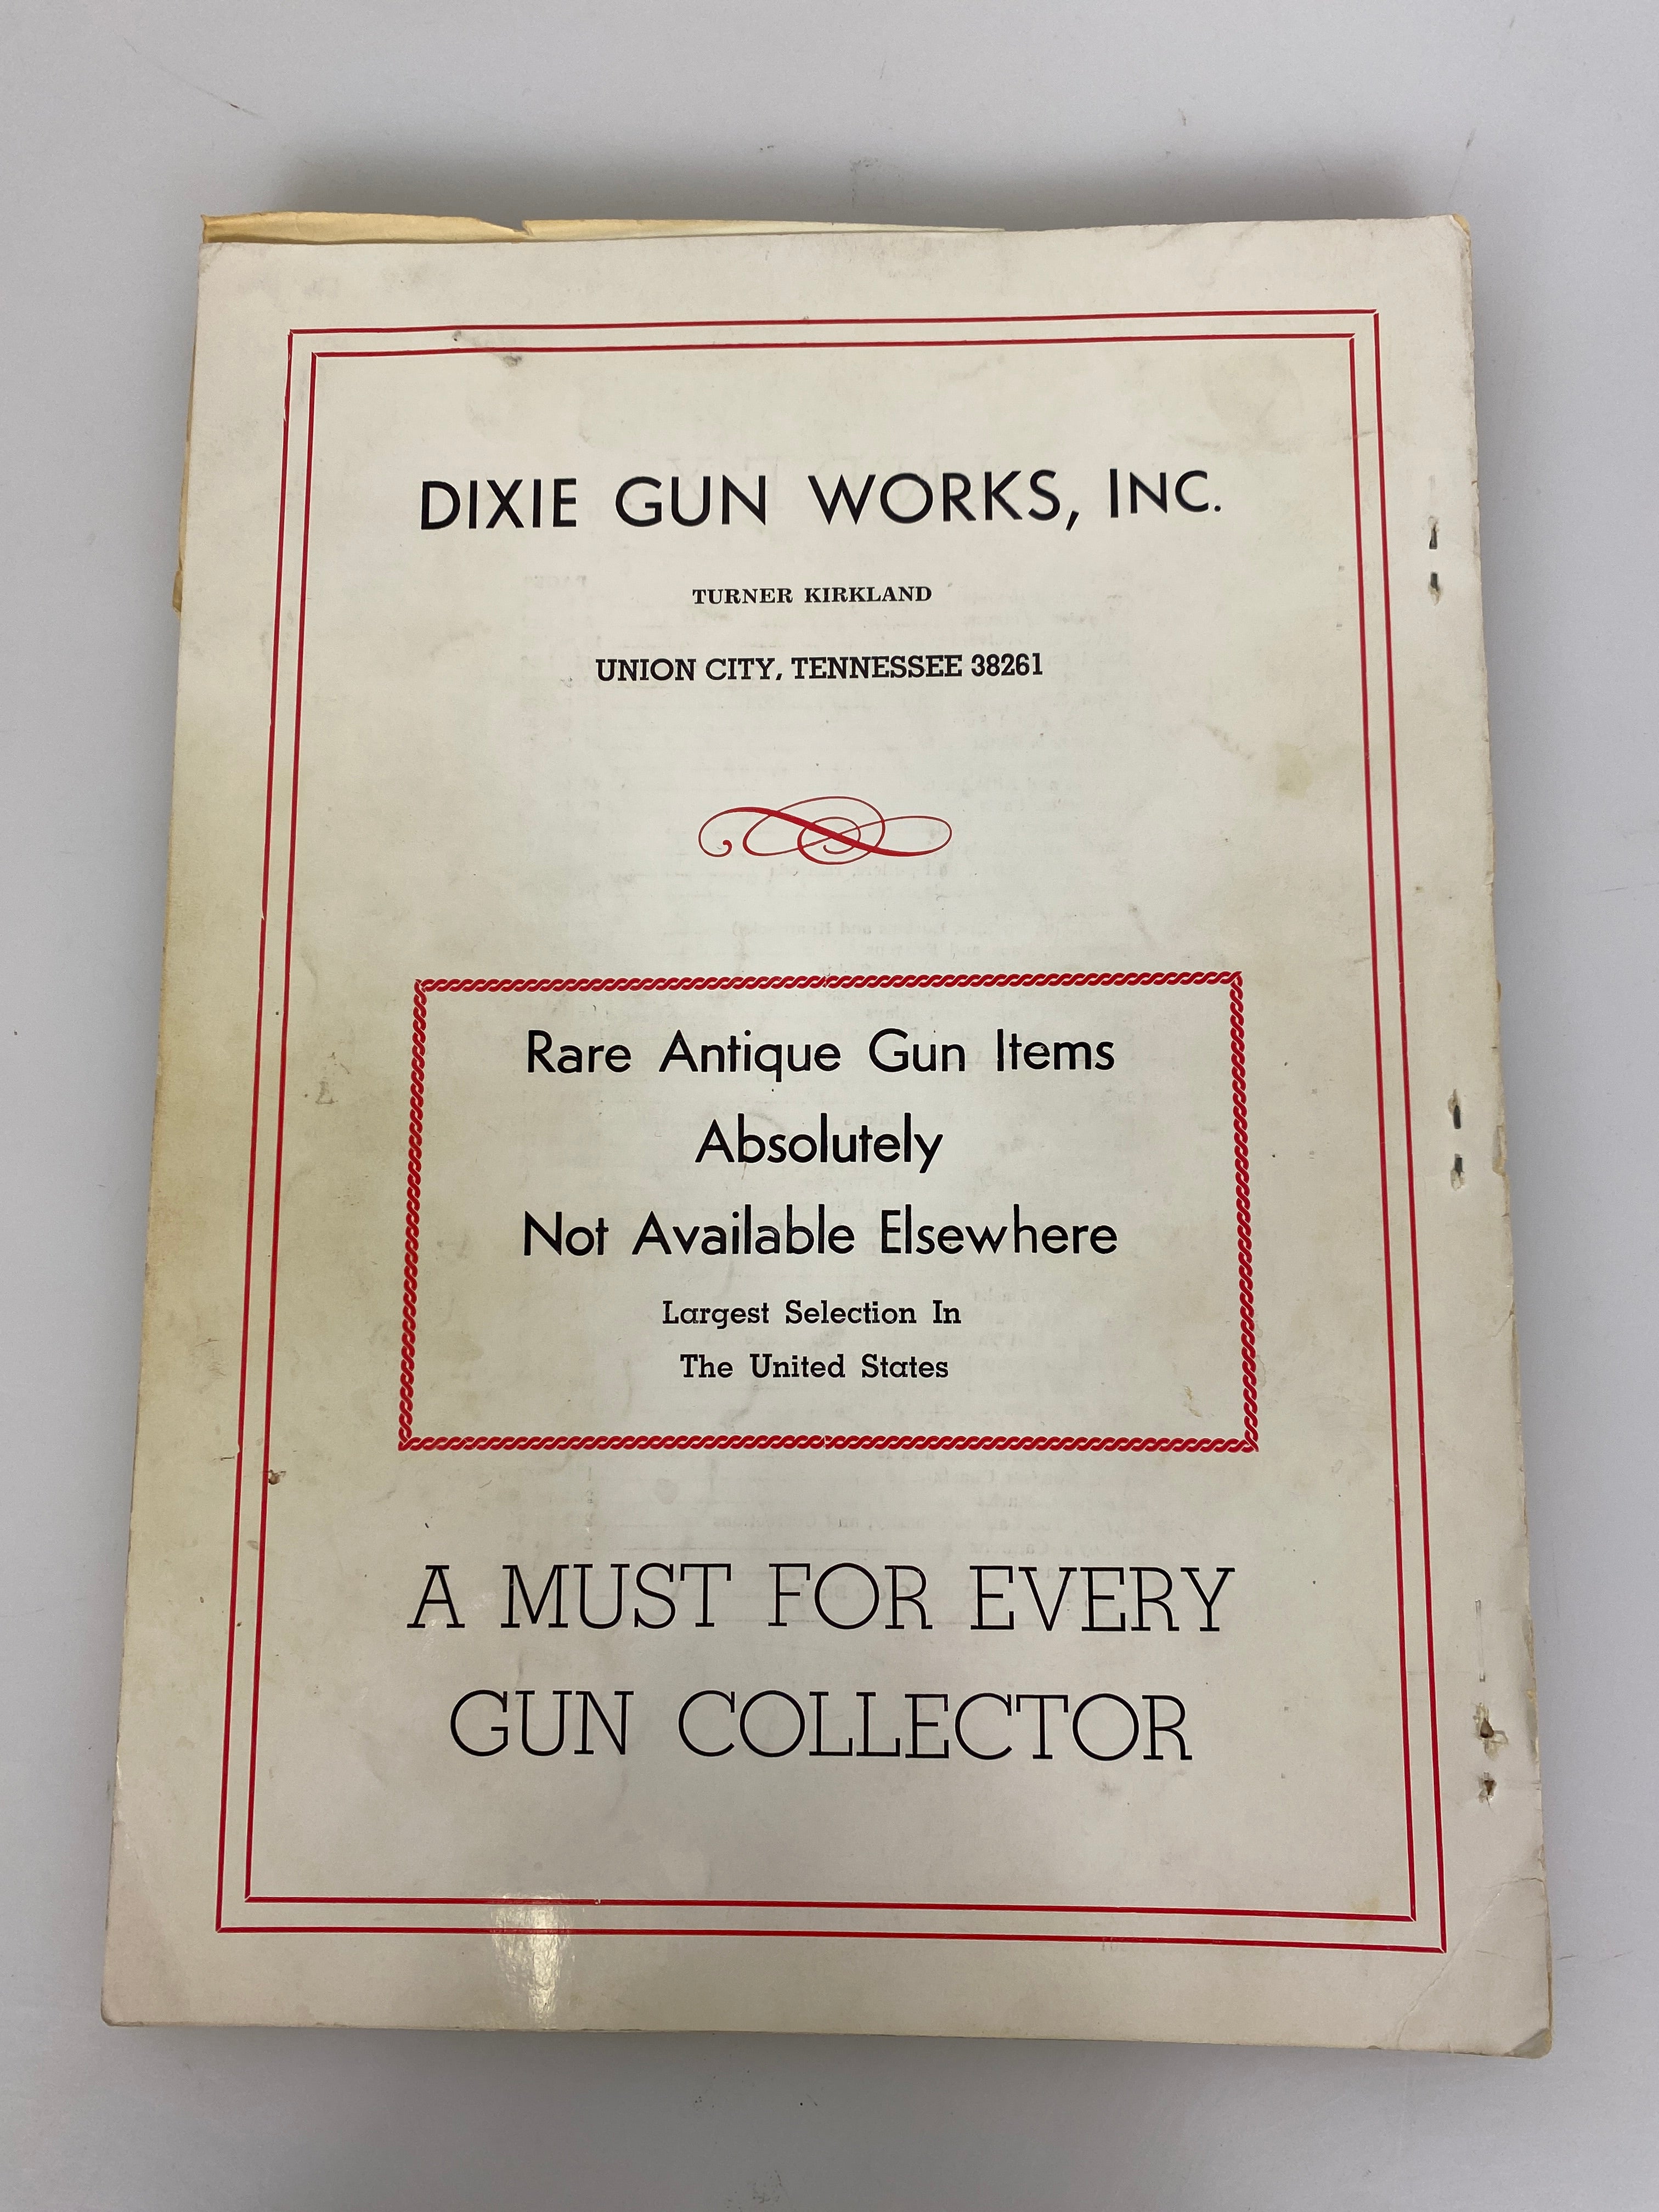 DIXIE GUN WORKS, INC.
TURNER KIRKLAND
UNION CITY, TENNESSEE 38261
Rare Antique Gun Items
Absolutely
Not Available Elsewhere
Largest Selection In
The United States
A MUST FOR EVERY
GUN COLLECTOR